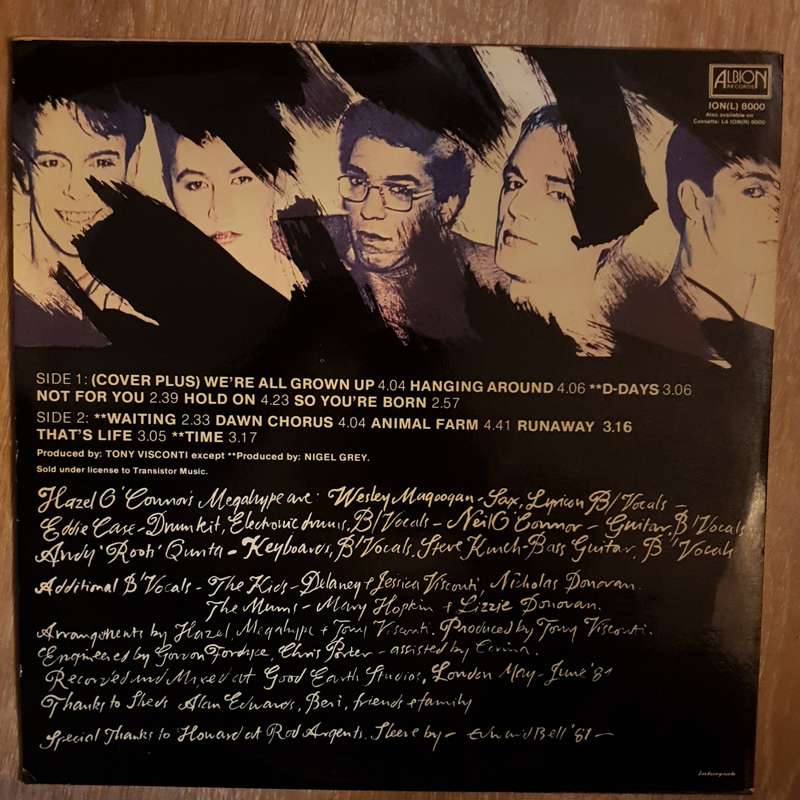 ALBION
RECORDS
ION(L) 8000
Also available on
Cassette: LA ION(R) 8000
SIDE 1: (COVER PLUS) WE'RE ALL GROWN UP 4.04 HANGING AROUND 4.06 **D-DAYS 3.06
NOT FOR YOU 2.39 HOLD ON 4.23 SO YOU'RE BORN 2.57
SIDE 2: **WAITING 2.33 DAWN CHORUS 4.04 ANIMAL FARM 4.41 RUNAWAY 3.16
THAT'S LIFE 3.05 **TIME 3.17
Produced by: TONY VISCONTI except **Produced by: NIGEL GREY.
Sold under license to Transistor Music.
Hazel O'Connor's Megahype are: Wesley Magoogan - Sax, Lyricon B/Vocals -
Eddie Case - Drumkit, Electronic drums, B/Vocals - Neil O'Connor - Guitar, B'Vocals
Andy 'Rooti' Qunta - Keyboards, B'Vocals, Steve Kinch - Bass Guitar, B'Vocals
Additional B'Vocals - The Kids - Delaney + Jessica Visconti, Nicholas Donovan.
The Mums - Mary Hopkin + Lizzie Donovan.
Arrangements by Hazel, Megahype + Tony Visconti. Produced by Tony Visconti.
Engineered by Gordon Fordyce, Chris Porter - assisted by
Recorded and Mixed at Good Earth Studios, London May - June '81
Thanks to Sheds Alan Edwards, Beri, friends & family
Special Thanks to Howard at Rod Argents. Sleeve by - Edward Bell '81 -